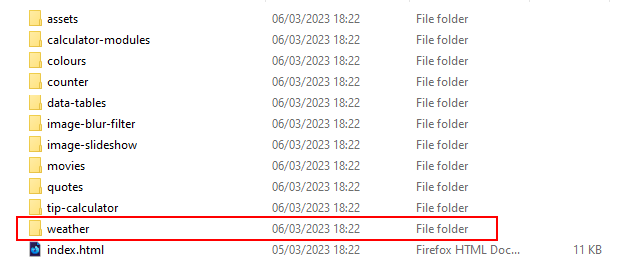 assets 06/03/2023 18:22 File folder
calculator-modules 06/03/2023 18:22 File folder
colours 06/03/2023 18:22 File folder
counter 06/03/2023 18:22 File folder
data-tables 06/03/2023 18:22 File folder
image-blur-filter 06/03/2023 18:22 File folder
image-slideshow 06/03/2023 18:22 File folder
movies 06/03/2023 18:22 File folder
quotes 06/03/2023 18:22 File folder
tip-calculator 06/03/2023 18:22 File folder
weather 06/03/2023 18:22 File folder
index.html 05/03/2023 18:22 Firefox HTML Doc... 11 KB